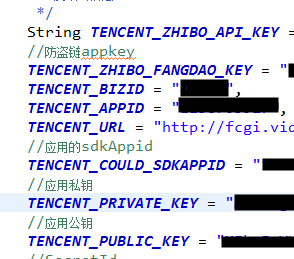 */
String TENCENT_ZHIBO_API_KEY =
//防盗链appkey
TENCENT_ZHIBO_FANGDAO_KEY = "
TENCENT_BIZID = " ",
TENCENT_APPID = " ,
TENCENT_URL = "http://fcgi.vid
//应用的sdkAppid
TENCENT_COULD_SDKAPPID = "
//应用私钥
TENCENT_PRIVATE_KEY = "
//应用公钥
TENCENT_PUBLIC_KEY = "
//SecretId